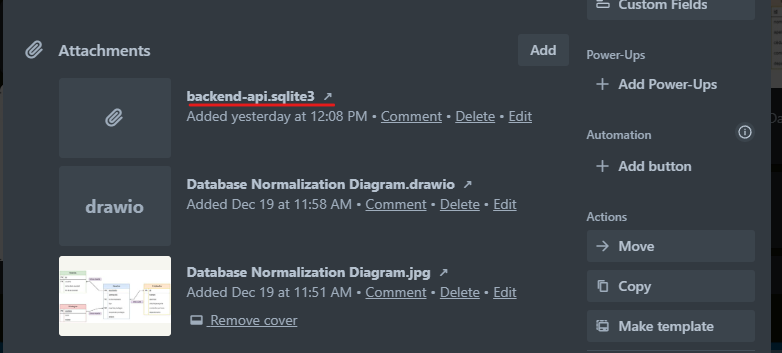 Custom Fields
Attachments
Add
Power-Ups
backend-api.sqlite3
Added yesterday at 12:08 PM • Comment • Delete • Edit
+ Add Power-Ups
Automation
+ Add button
drawio
Database Normalization Diagram.drawio
Added Dec 19 at 11:58 AM • Comment • Delete • Edit
Actions
Move
Database Normalization Diagram.jpg
Added Dec 19 at 11:51 AM • Comment • Delete • Edit
Copy
Remove cover
Make template